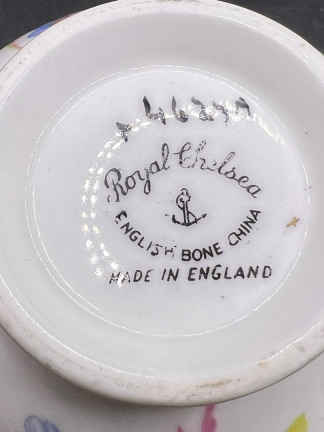 Royal Chelsea
ENGLISH BONE CHINA
MADE IN ENGLAND